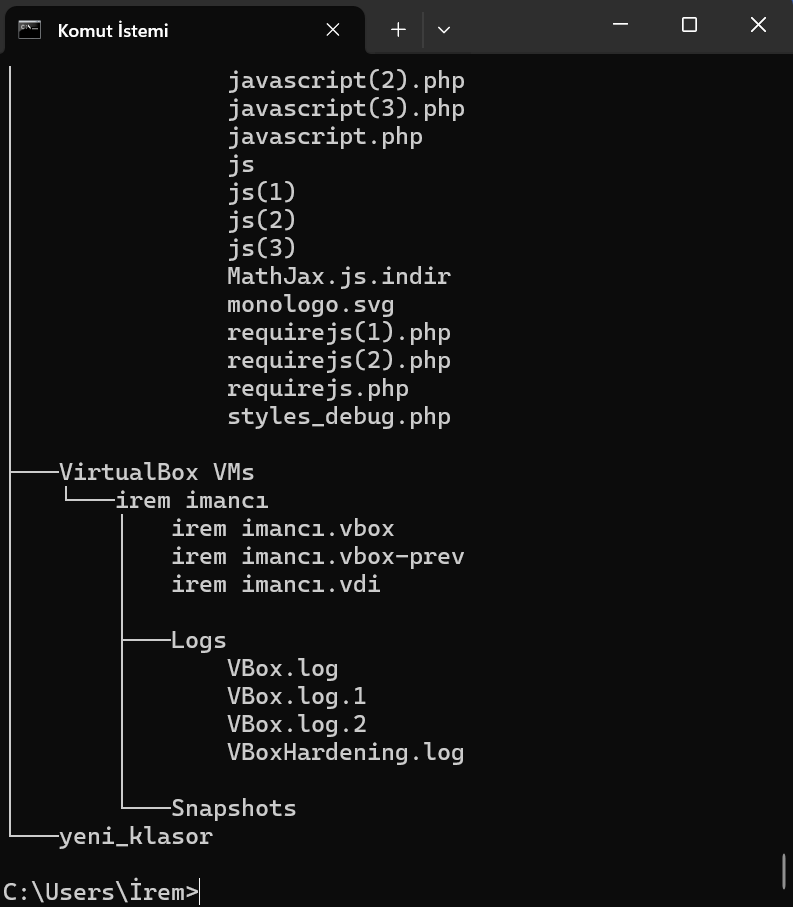 Komut İstemi
javascript(2).php
javascript(3).php
javascript.php
js
js(1)
js(2)
js(3)
MathJax.js.indir
monologo.svg
requirejs(1).php
requirejs(2).php
requirejs.php
styles_debug.php
VirtualBox VMs
irem imancı
irem imancı.vbox
irem imancı.vbox-prev
irem imancı.vdi
Logs
VBox.log
VBox.log.1
VBox.log.2
VBoxHardening.log
Snapshots
yeni_klasor
C:\Users\İrem>